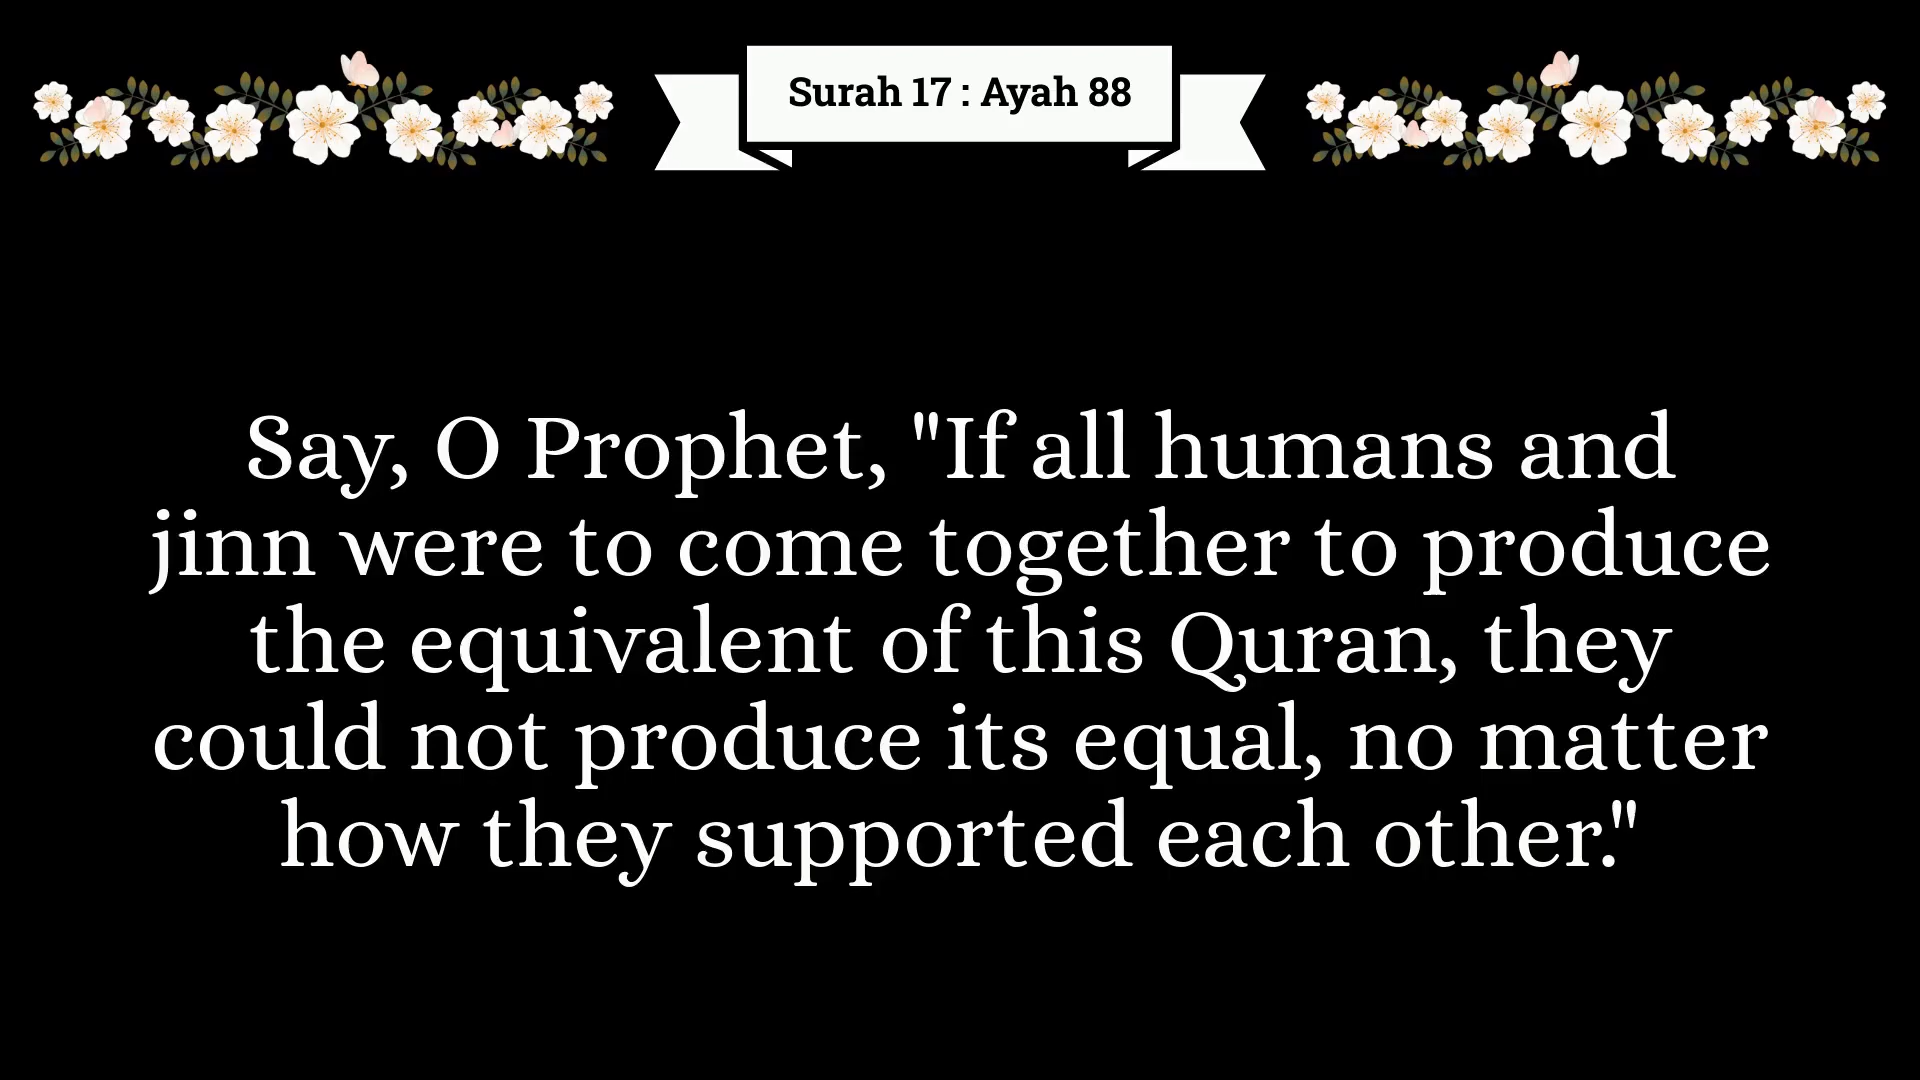 Surah 17 : Ayah 88
Say, O Prophet, "If all humans and
jinn were to come together to produce
the equivalent of this Quran, they
could not produce its equal, no matter
how they supported each other."